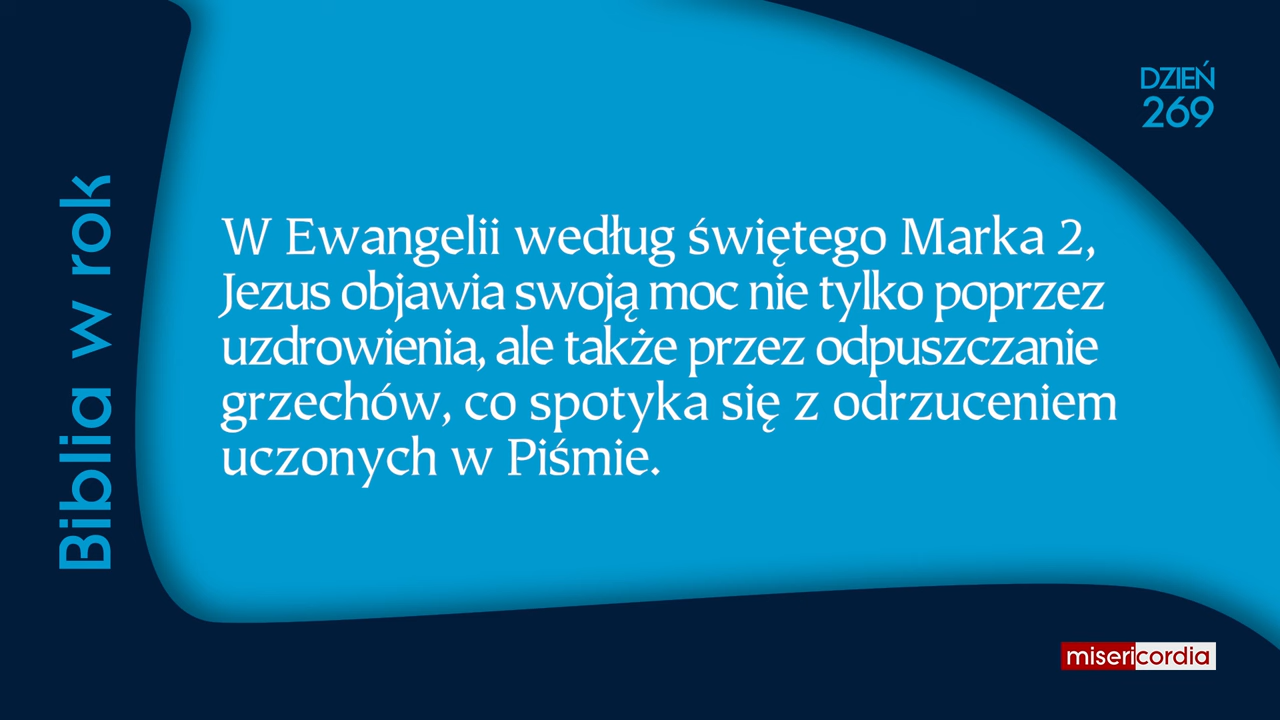 DZIEŃ
269
Biblia w rok
W Ewangelii według świętego Marka 2,
Jezus objawia swoją moc nie tylko poprzez
uzdrowienia, ale także przez odpuszczanie
grzechów, co spotyka się z odrzuceniem
uczonych w Piśmie.
misericordia